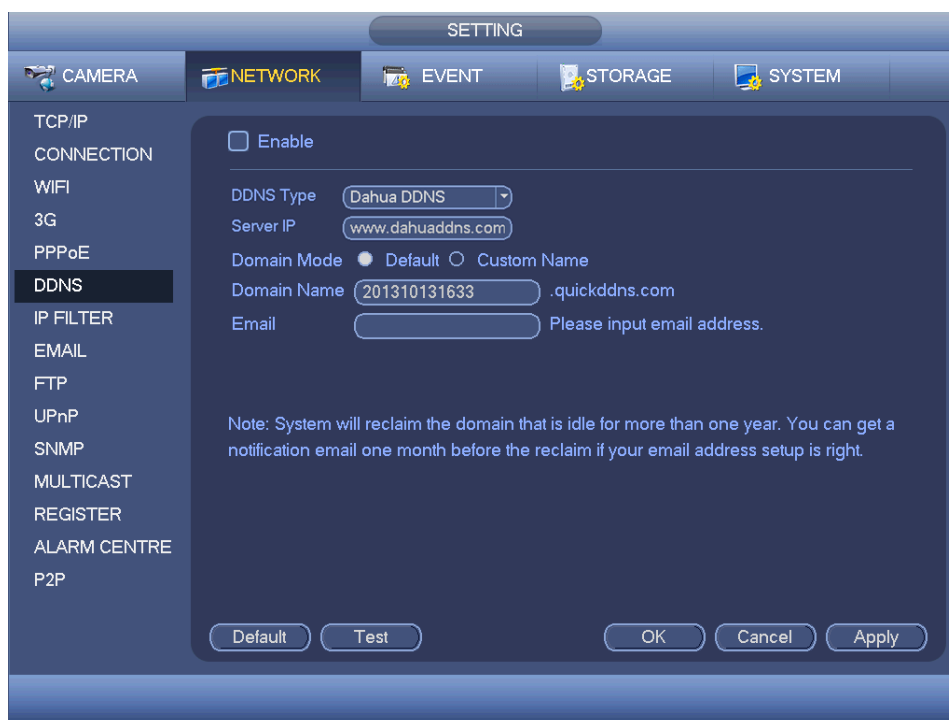 SETTING
CAMERA NETWORK EVENT STORAGE SYSTEM
TCP/IP
CONNECTION
WIFI
3G
PPPoE
DDNS
IP FILTER
EMAIL
FTP
UPnP
SNMP
MULTICAST
REGISTER
ALARM CENTRE
P2P
Enable
DDNS Type Dahua DDNS
Server IP www.dahuaddns.com
Domain Mode Default Custom Name
Domain Name 201310131633 .quickddns.com
Email Please input email address.
Note: System will reclaim the domain that is idle for more than one year. You can get a
notification email one month before the reclaim if your email address setup is right.
Default Test OK Cancel Apply